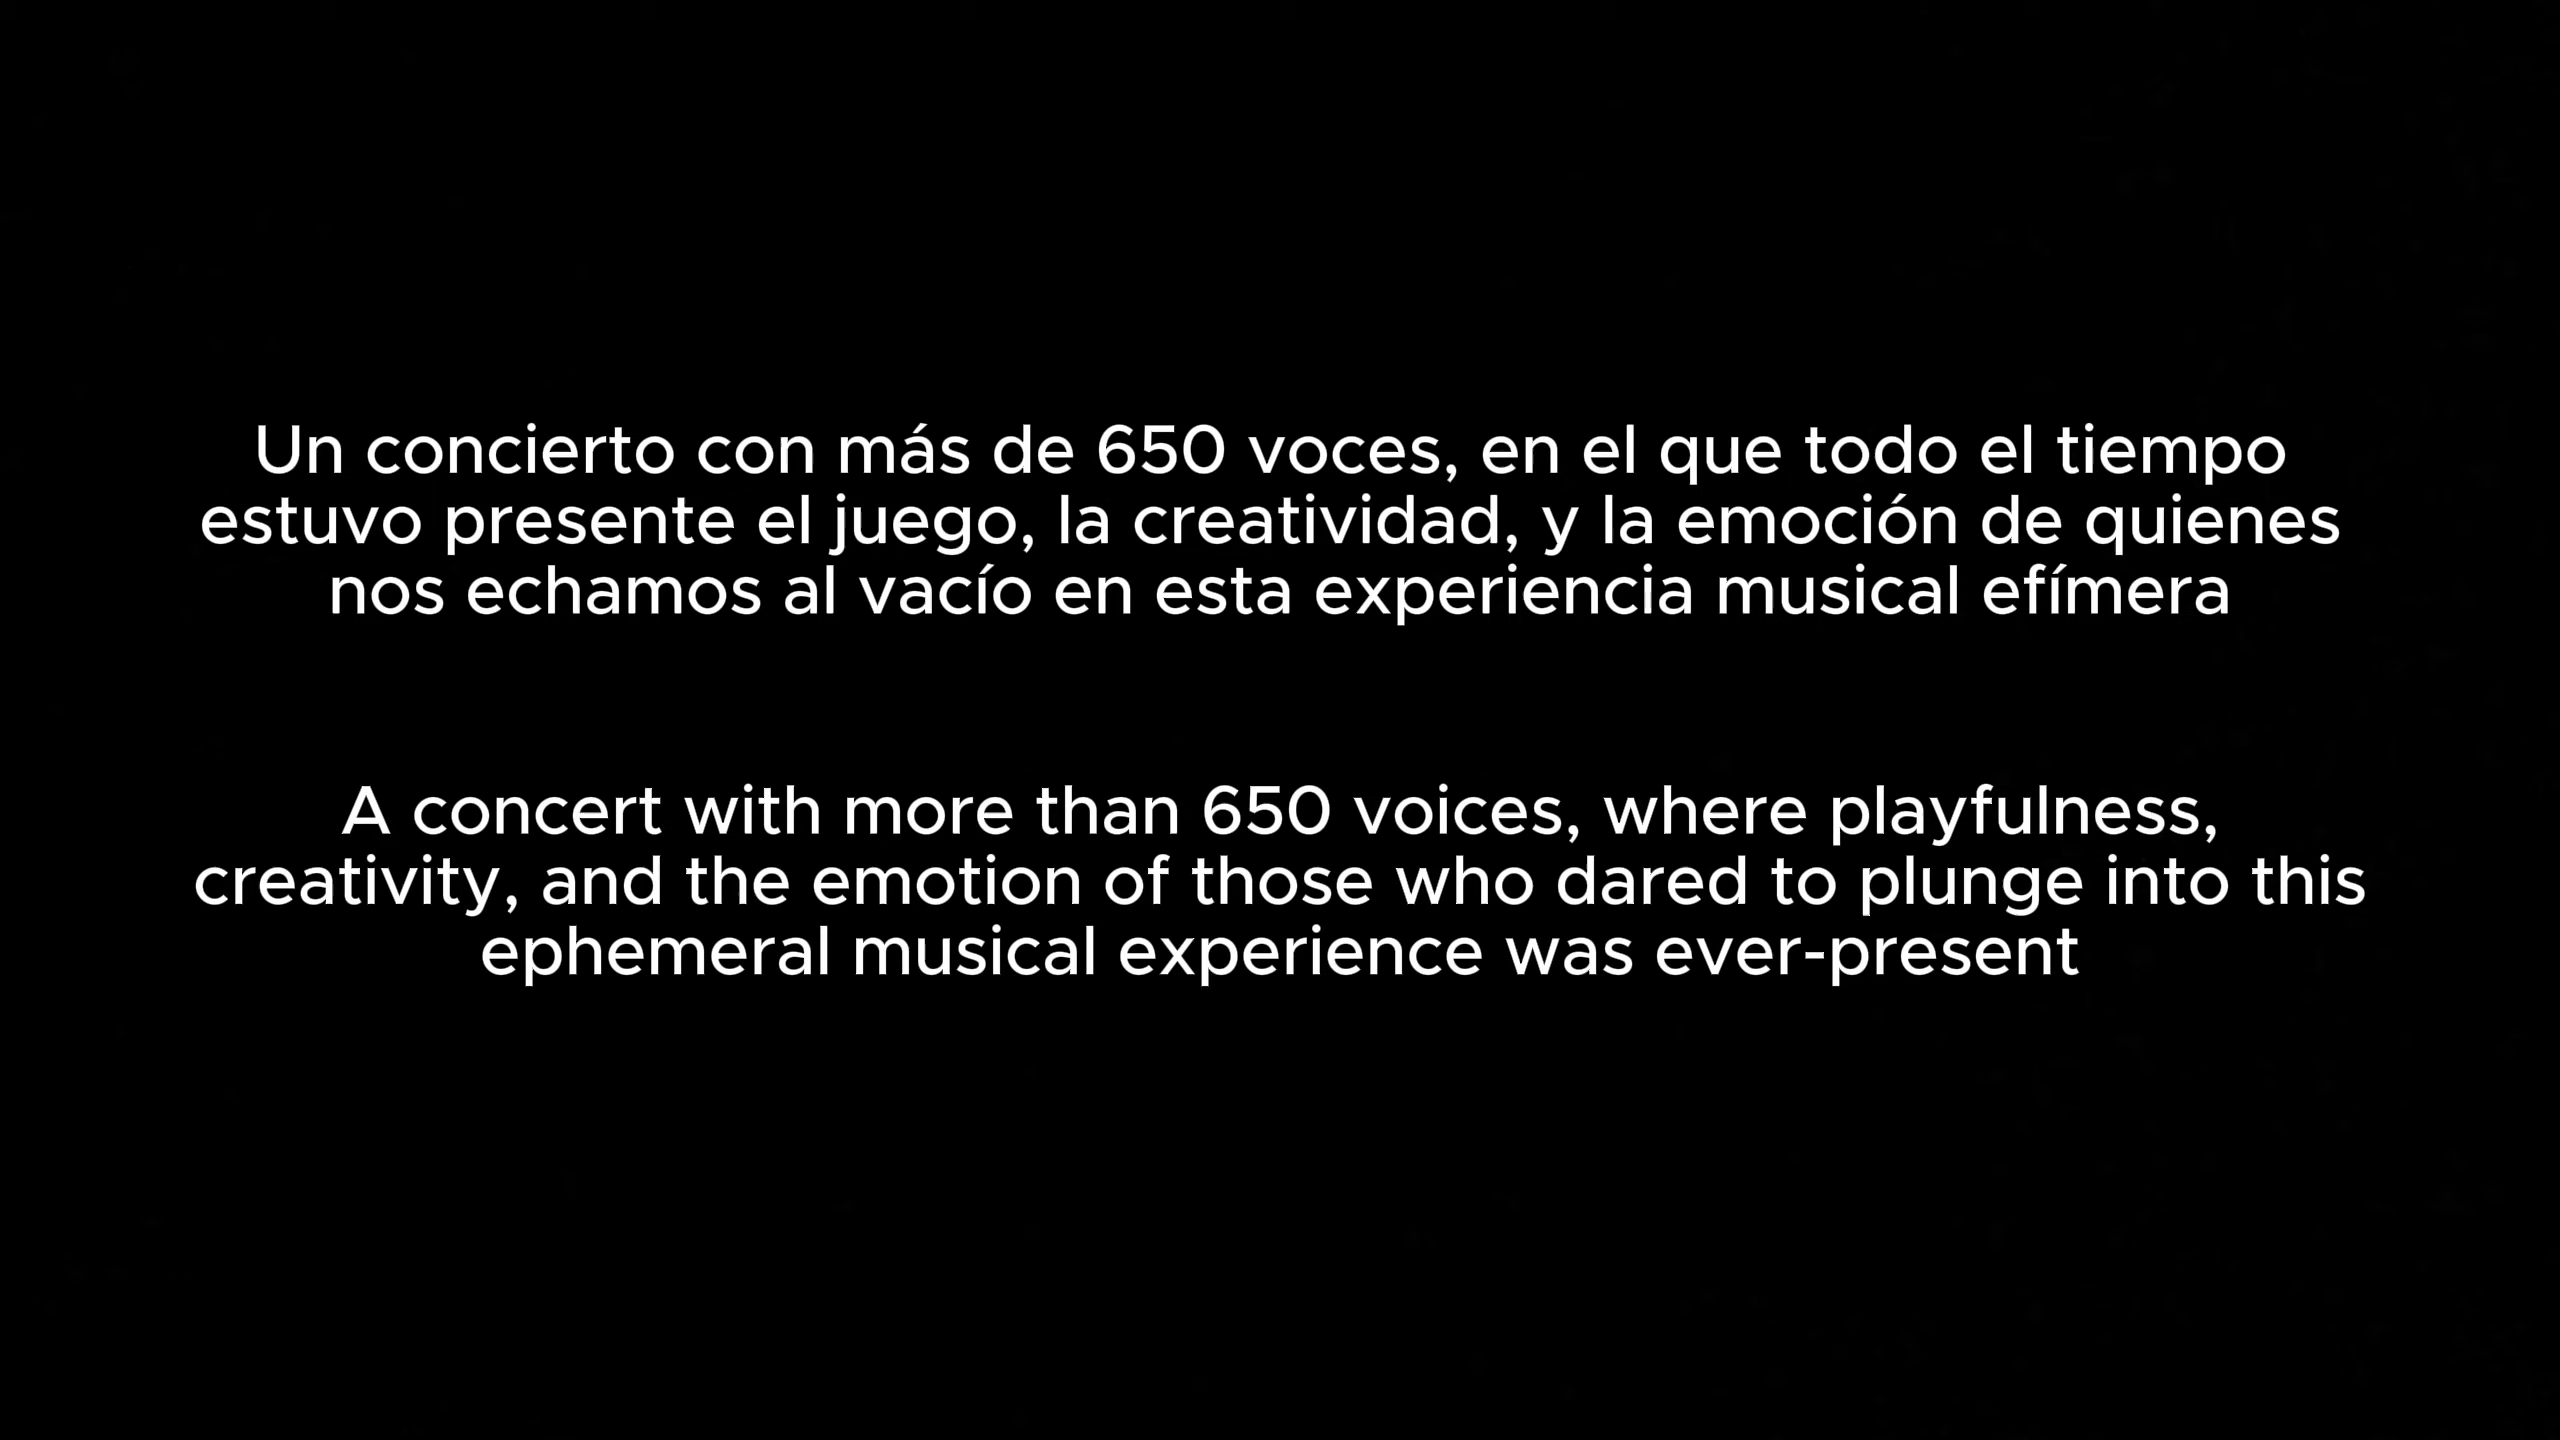 Un concierto con más de 650 voces, en el que todo el tiempo
estuvo presente el juego, la creatividad, y la emoción de quienes
nos echamos al vacío en esta experiencia musical efímera
A concert with more than 650 voices, where playfulness,
creativity, and the emotion of those who dared to plunge into this
ephemeral musical experience was ever-present